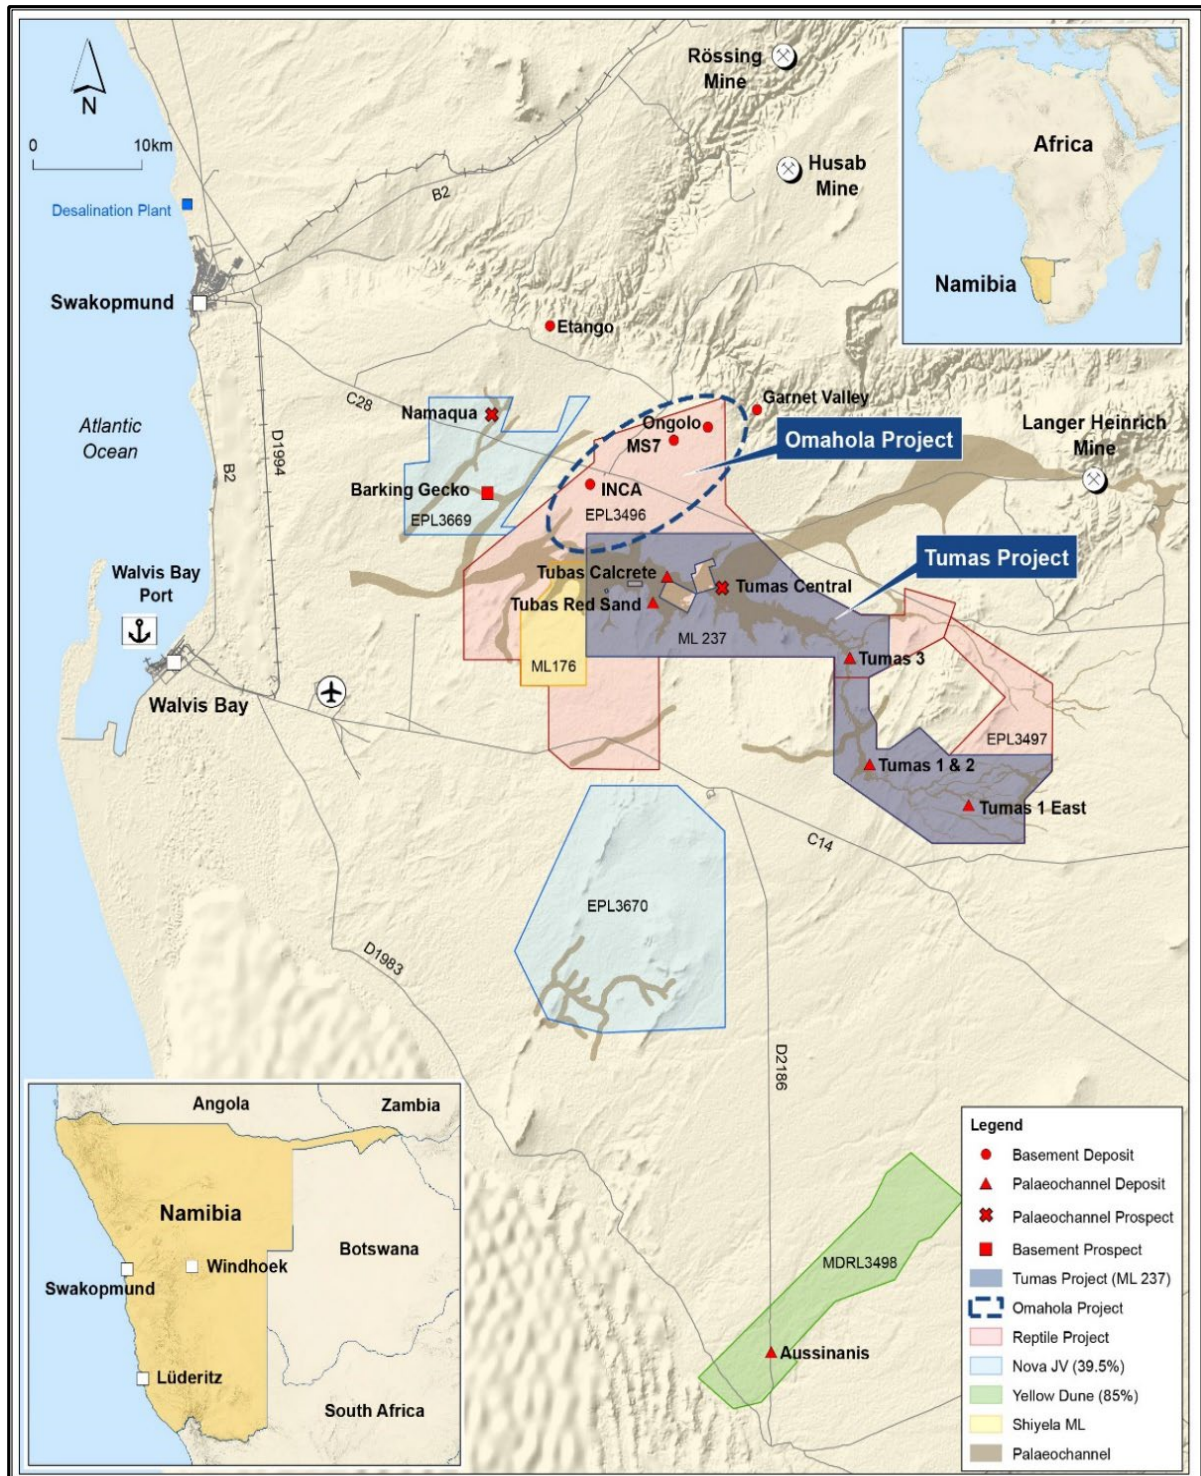 Rössing
Mine
N
0 10km
Husab
Mine
B2
Desalination Plant
Swakopmund
Africa
Namibia
Etango
C28
Namaqua
Garnet Valley
Ongolo
MS7
Omahola Project
Langer Heinrich
Mine
Atlantic
Ocean
B2
D1994
Barking Gecko
INCA
EPL3669
EPL3496
Tumas Project
Walvis Bay
Port
Tubas Calcrete
Tumas Central
Tubas Red Sand
ML 237
ML176
Tumas 3
Walvis Bay
EPL3497
Tumas 1 & 2
Tumas 1 East
C14
EPL3670
D1983
D2186
Angola
Zambia
Namibia
Botswana
Windhoek
Swakopmund
Lüderitz
South Africa
MDRL3498
Aussinanis
Legend
Basement Deposit
Palaeochannel Deposit
Palaeochannel Prospect
Basement Prospect
Tumas Project (ML 237)
Omahola Project
Reptile Project
Nova JV (39.5%)
Yellow Dune (85%)
Shiyela ML
Palaeochannel